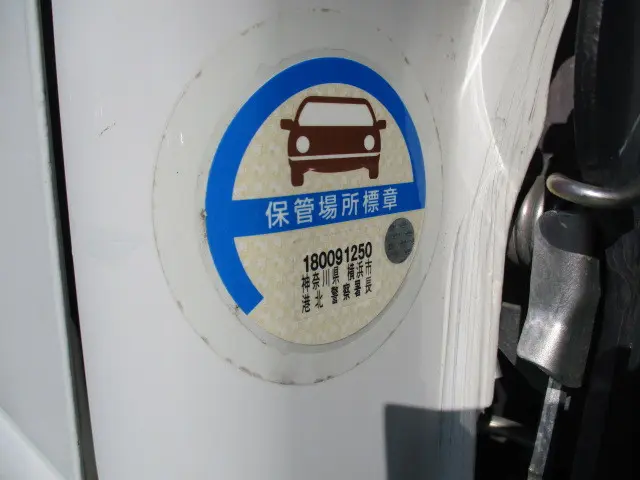 保管場所標章
180091250
神奈川県 横浜市
港北 警察署長